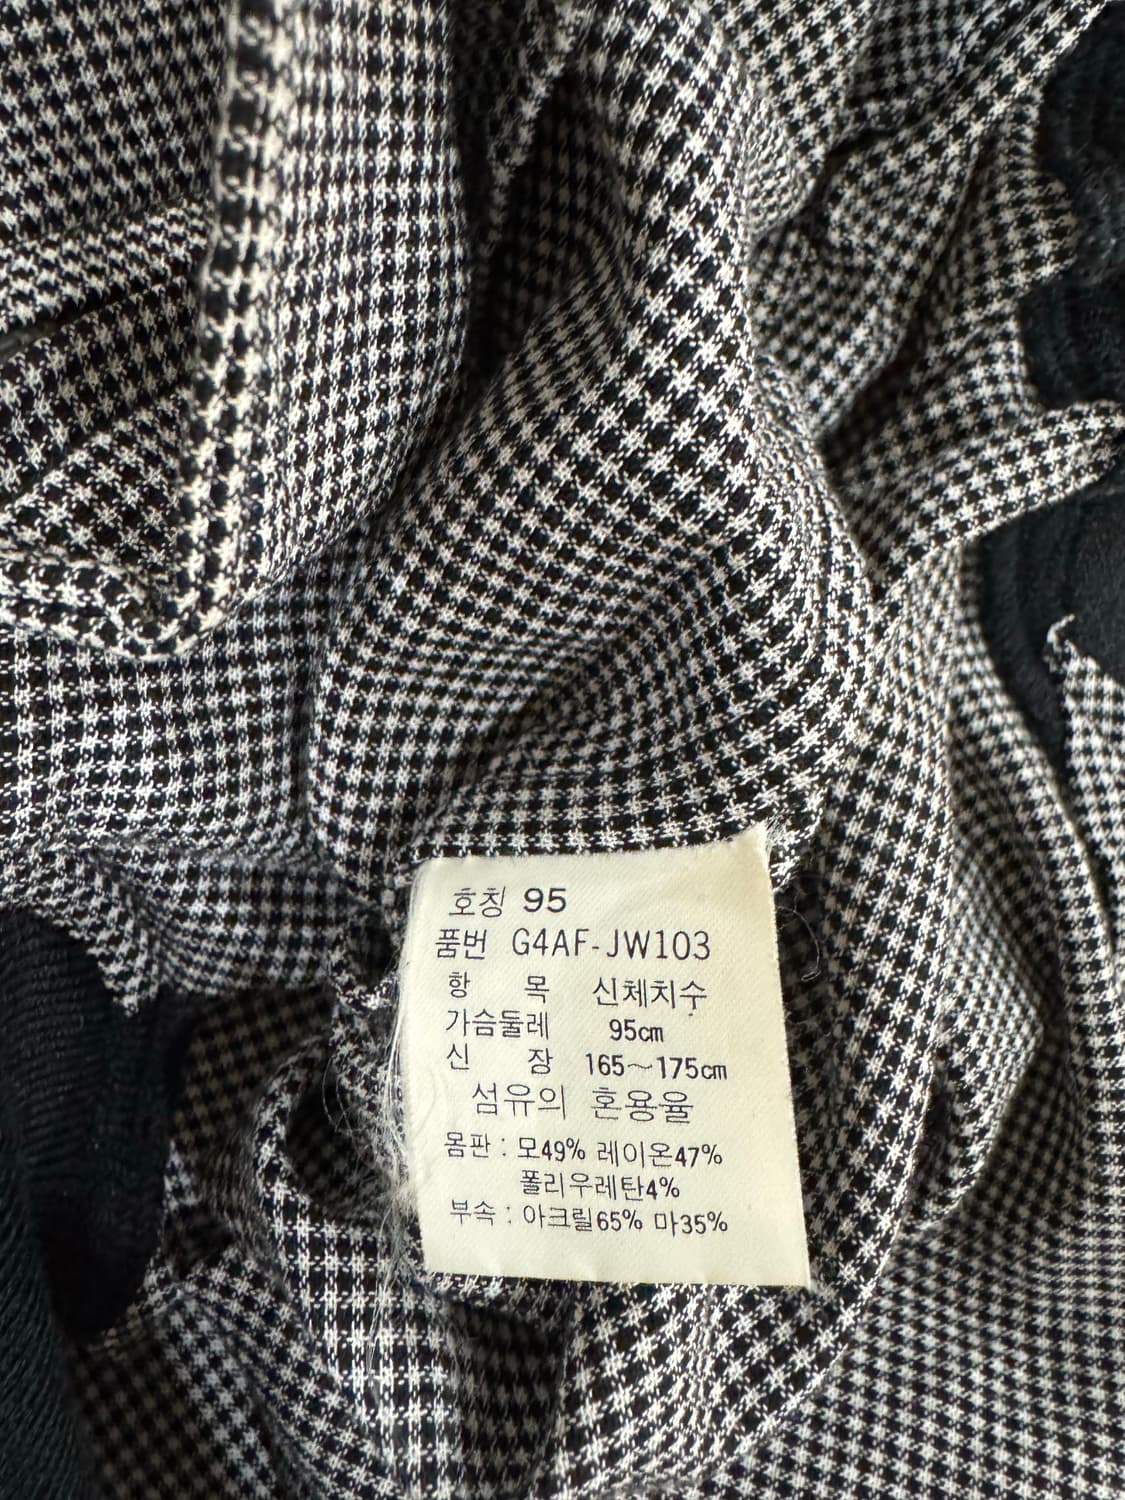 호칭 95
품번 G4AF-JW103
항 목 신체치수
가슴둘레 95cm
신 장 165~175cm
섬유의 혼용율
몸판 : 모49% 레이온47%
폴리우레탄4%
부속 : 아크릴65% 마35%